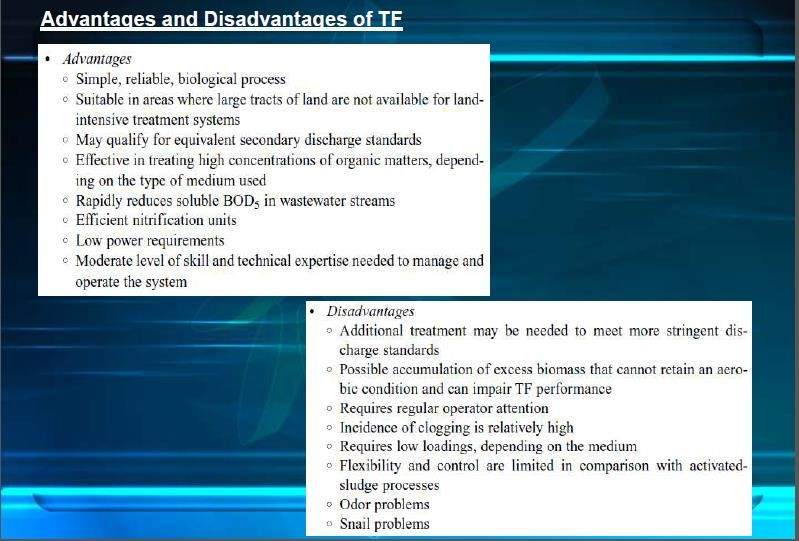 Advantages and Disadvantages of TF
• Advantages
◦ Simple, reliable, biological process
◦ Suitable in areas where large tracts of land are not available for land-
intensive treatment systems
◦ May qualify for equivalent secondary discharge standards
◦ Effective in treating high concentrations of organic matters, depend-
ing on the type of medium used
◦ Rapidly reduces soluble BOD₅ in wastewater streams
◦ Efficient nitrification units
◦ Low power requirements
◦ Moderate level of skill and technical expertise needed to manage and
operate the system
• Disadvantages
◦ Additional treatment may be needed to meet more stringent dis-
charge standards
◦ Possible accumulation of excess biomass that cannot retain an aero-
bic condition and can impair TF performance
◦ Requires regular operator attention
◦ Incidence of clogging is relatively high
◦ Requires low loadings, depending on the medium
◦ Flexibility and control are limited in comparison with activated-
sludge processes
◦ Odor problems
◦ Snail problems